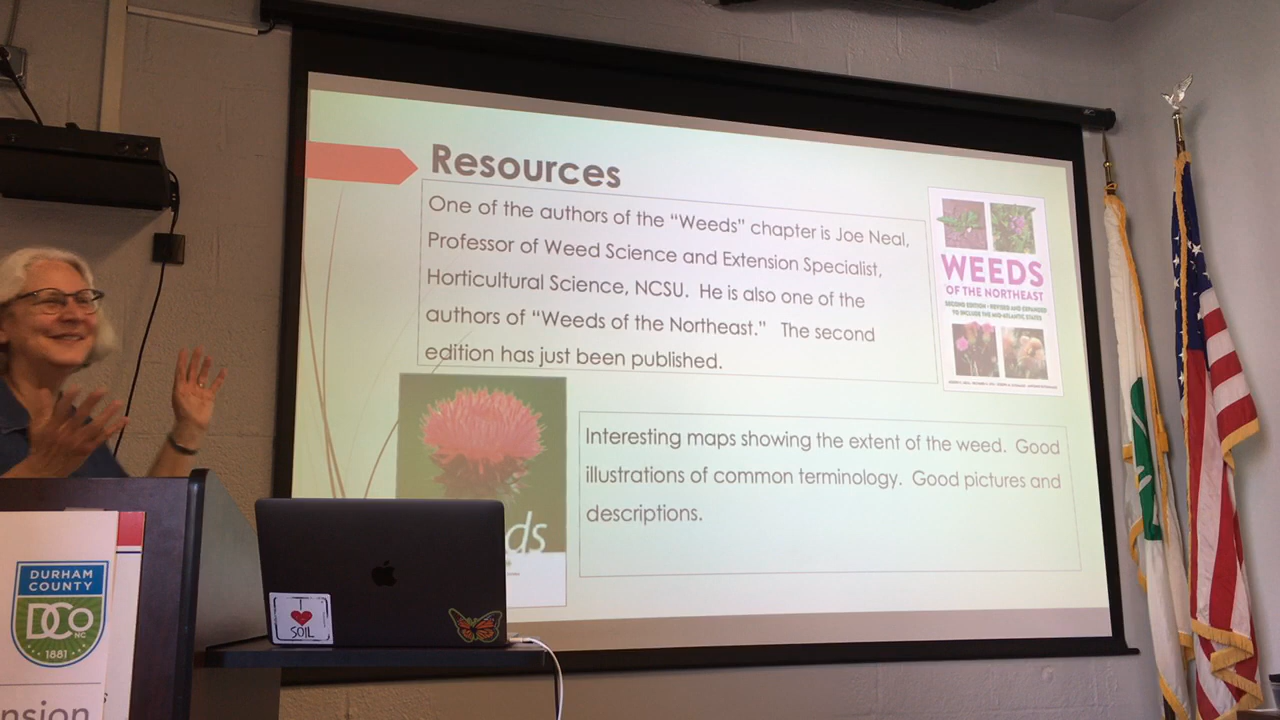 Resources
One of the authors of the “Weeds” chapter is Joe Neal,
Professor of Weed Science and Extension Specialist,
Horticultural Science, NCSU.  He is also one of the
authors of “Weeds of the Northeast.”   The second
edition has just been published.
WEEDS
OF THE NORTHEAST
SECOND EDITION • REVISED AND EXPANDED
TO INCLUDE THE MID-ATLANTIC STATES
Interesting maps showing the extent of the weed.  Good
illustrations of common terminology.  Good pictures and
descriptions.
ds
I
SOIL
DURHAM
COUNTY
DCo
NC
1881
nsion